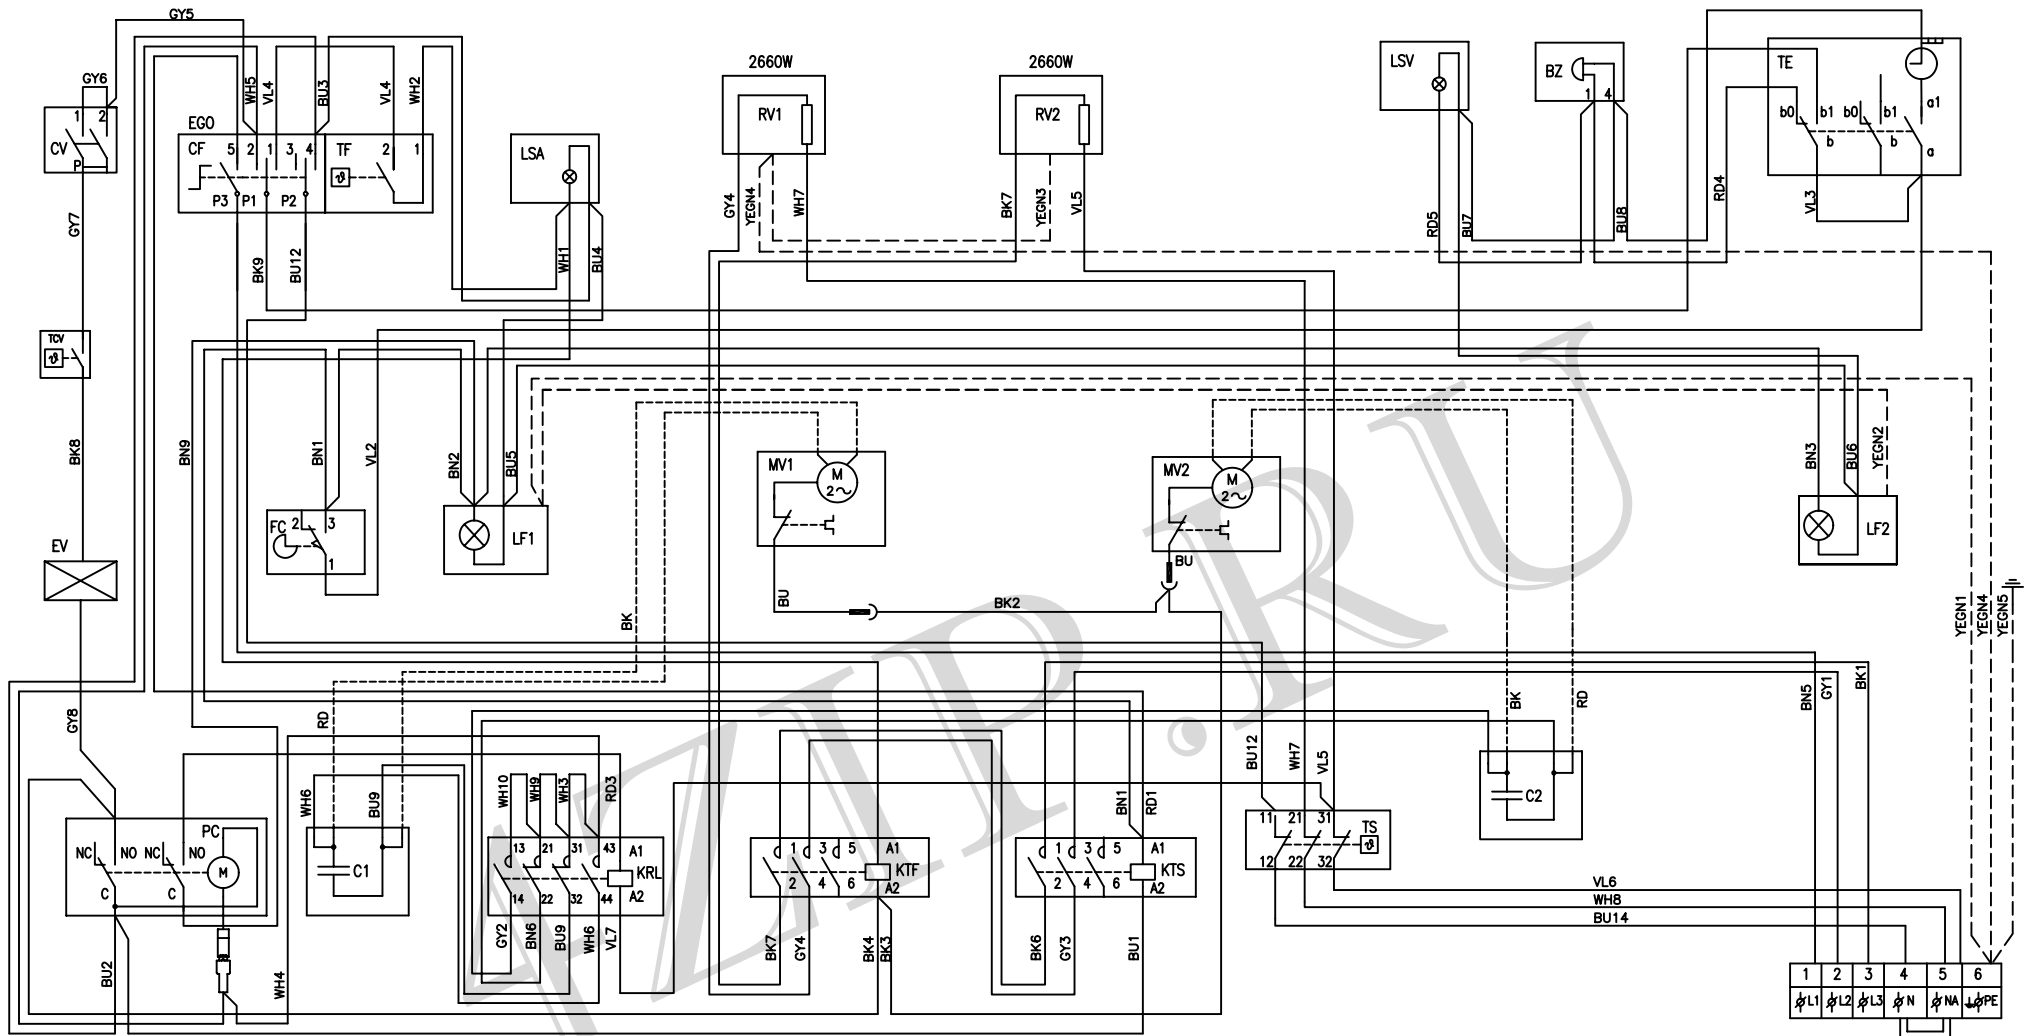 GY5
GY6
1 2
CV
P
GY7
TCV
ϑ
BK8
EV
GY8
WH5
VL4
BU3
VL4
WH2
EGO
CF 5 2 1 3 4 TF 2 1
ϑ
P3 P1 P2
BK9
BU12
LSA
WH1
BU4
2660W
RV1
GY4
YEGN4
WH7
2660W
RV2
BK7
YEGN3
VL5
LSV
RD5
BU7
BZ
1 4
BU8
RD4
TE
a1
b0 b1 b0 b1
b b a
VL3
BN9
BN1
VL2
BN2
BU5
FC 2 3
1
LF1
MV1
M
2~
BU
MV2
M
2~
BU
BK2
BN3
BU6
YEGN2
LF2
YEGN1
YEGN4
YEGN5
BK
RD
BK
RD
BN5
GY1
BK1
4ZIP.RU
NC NO NC NO
PC
M
C C
BU2
WH4
WH6
BU9
C1
WH10
WH9
WH3
RD3
13 21 31 43 A1
KRL
14 22 32 44 A2
GY2
BN6
BU9
WH6
VL7
1 3 5 A1
KTF
2 4 6 A2
BK7
GY4
BK4
BK3
BN1
RD1
1 3 5 A1
KTS
2 4 6 A2
BK6
GY3
BU1
BU12
WH7
VL5
11 21 31
TS
ϑ
12 22 32
C2
VL6
WH8
BU14
1 2 3 4 5 6
L1 L2 L3 N NA PE